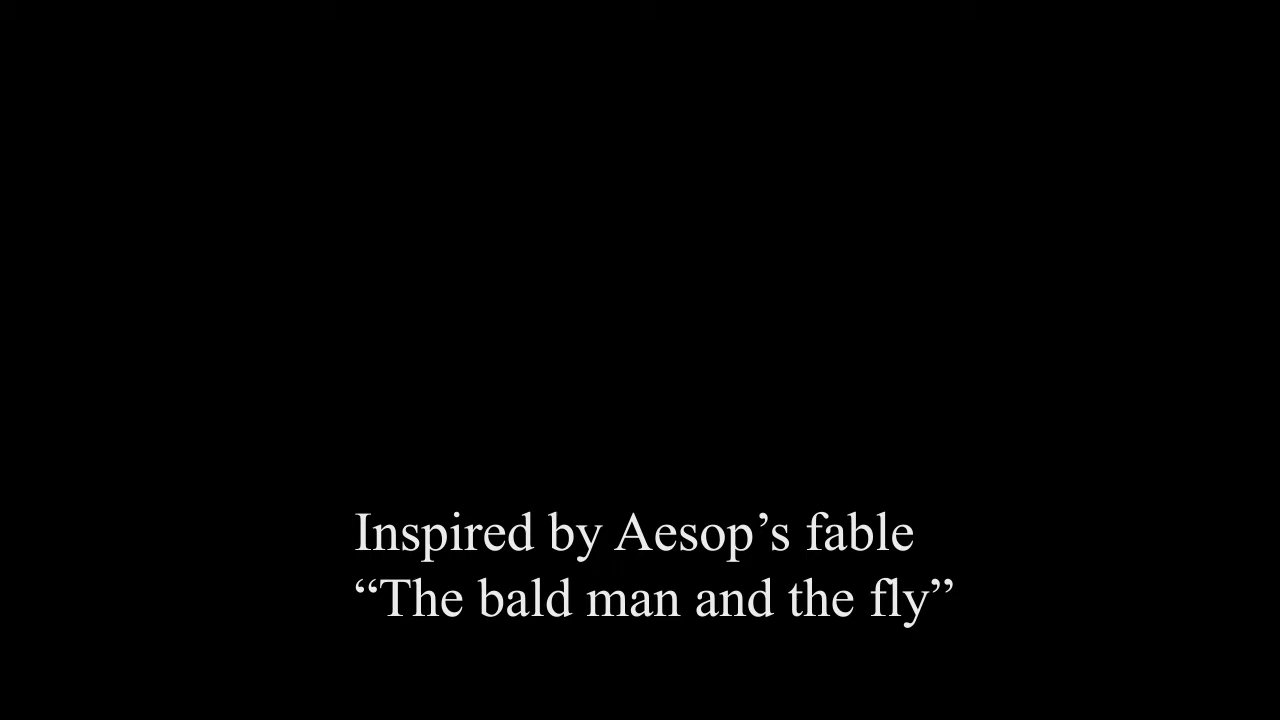 Inspired by Aesop’s fable
“The bald man and the fly”